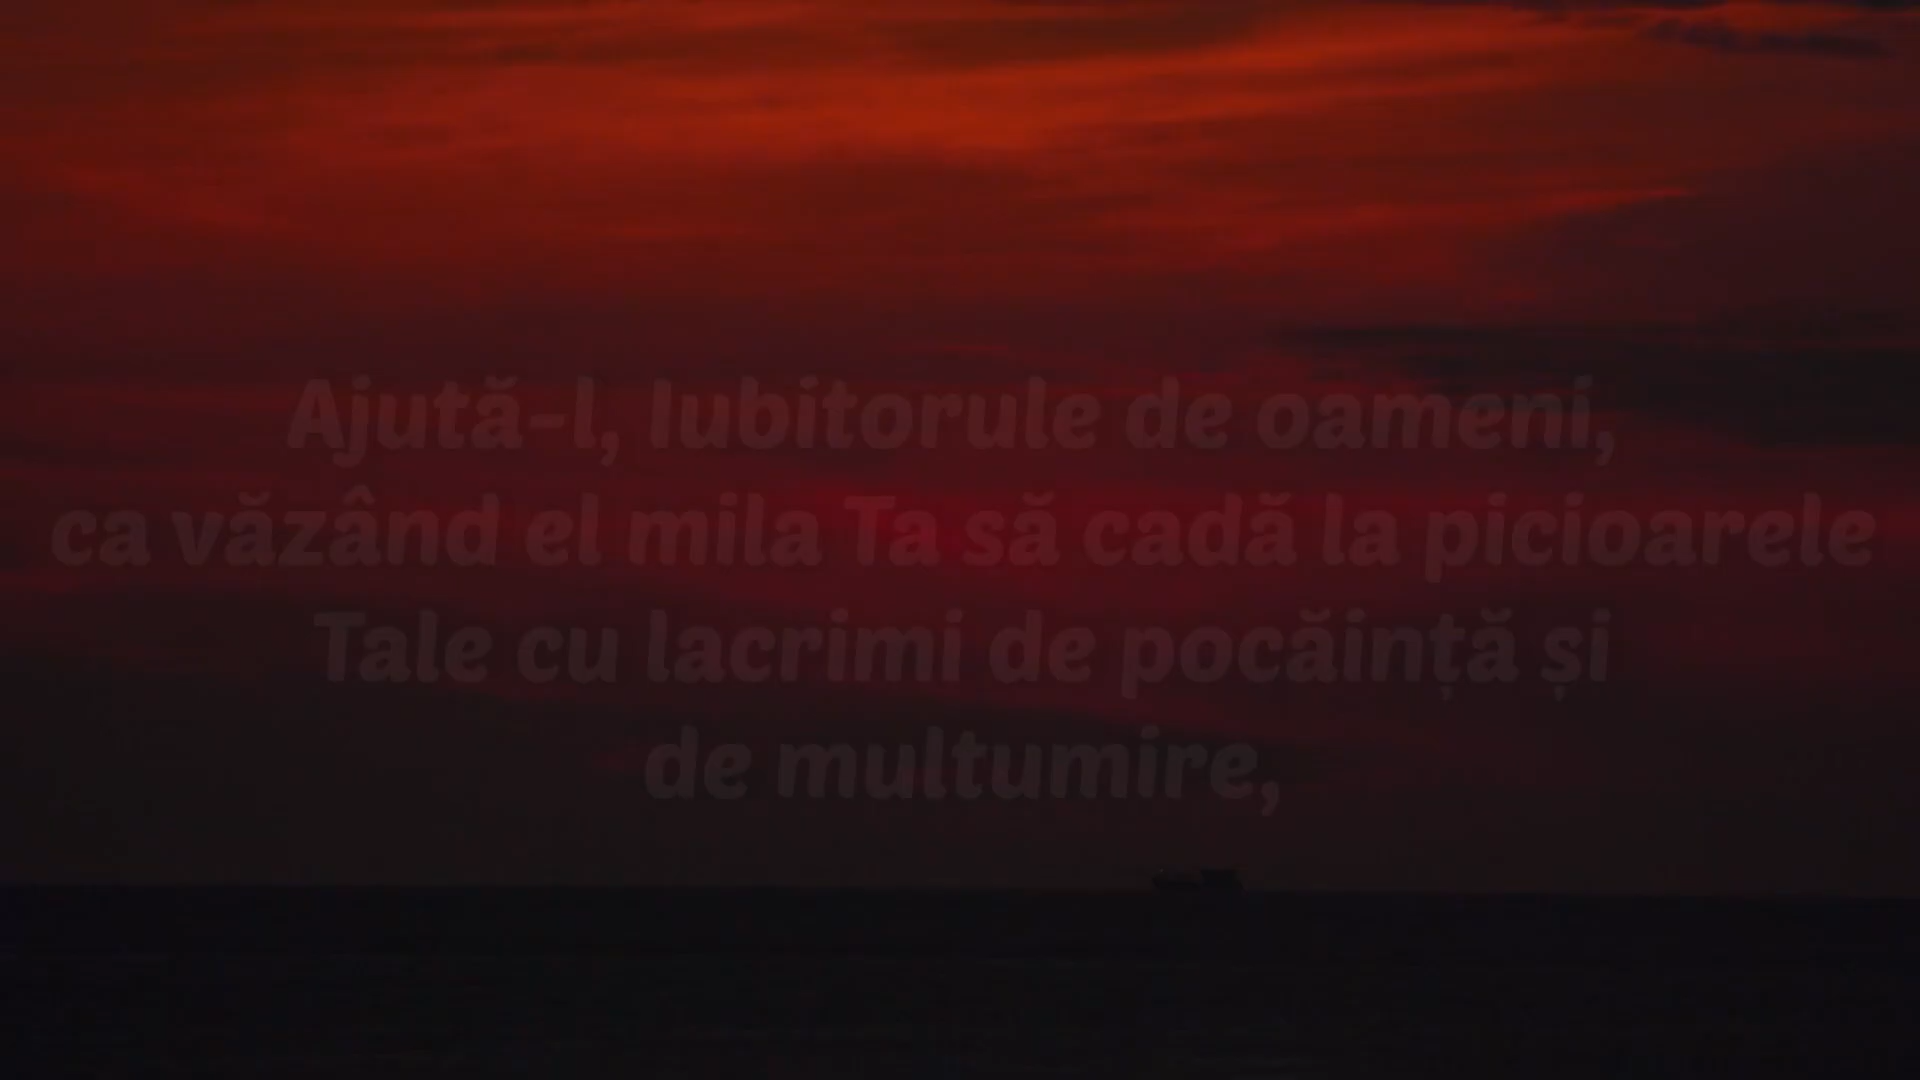 Ajută-l, Iubitorule de oameni,
ca văzând el mila Ta să cadă la picioarele
Tale cu lacrimi de pocăință și
de multumire,